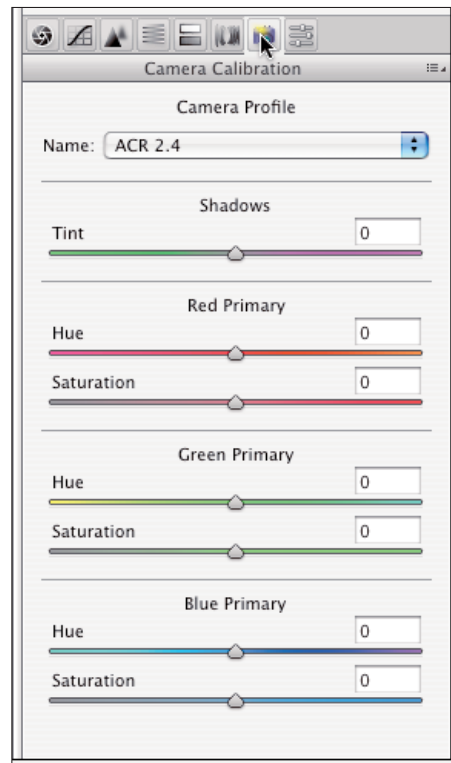 Camera Calibration
Camera Profile
Name: ACR 2.4
Shadows
Tint 0
Red Primary
Hue 0
Saturation 0
Green Primary
Hue 0
Saturation 0
Blue Primary
Hue 0
Saturation 0